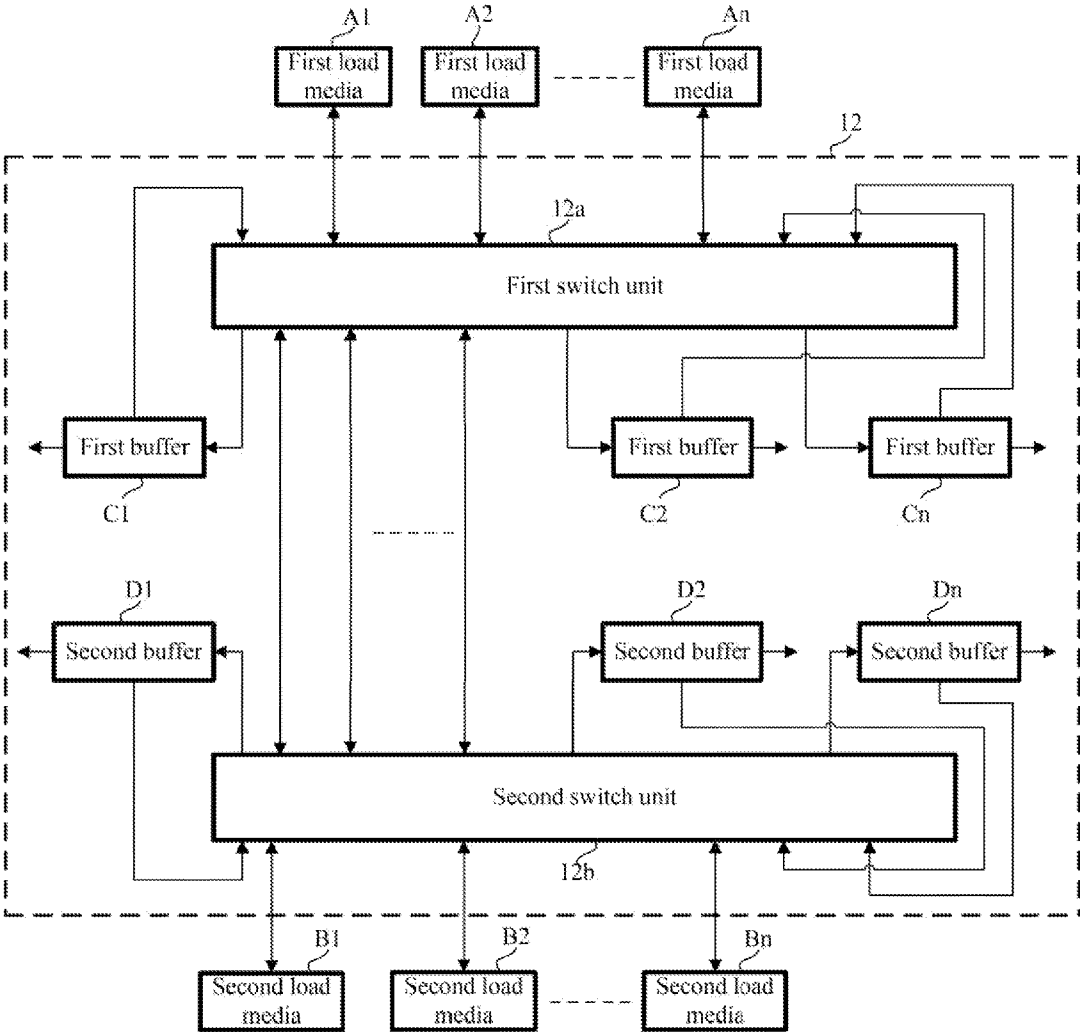 A1
A2
An
First load
media
First load
media
First load
media
12
12a
First switch unit
First buffer
First buffer
First buffer
C1
C2
Cn
D1
D2
Dn
Second buffer
Second buffer
Second buffer
Second switch unit
12b
B1
B2
Bn
Second load
media
Second load
media
Second load
media